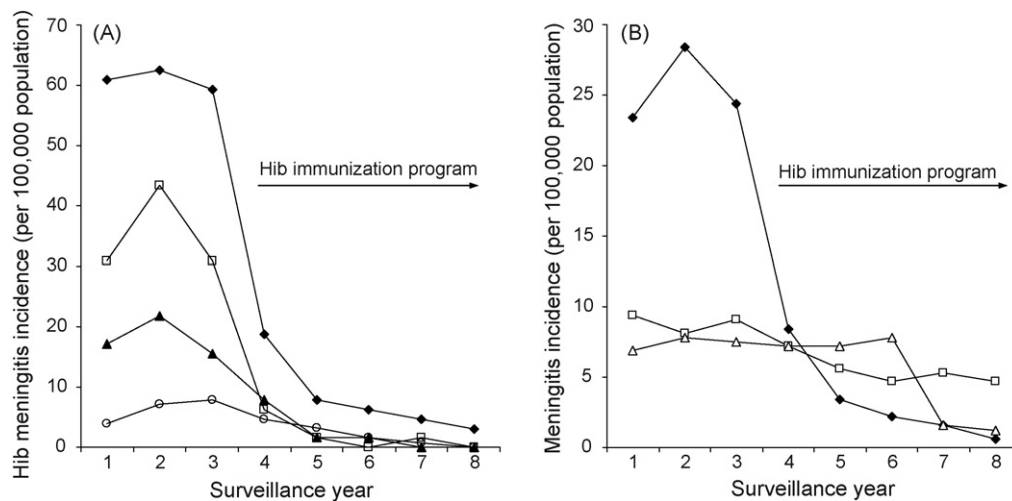 (A)
Hib meningitis incidence (per 100,000 population)
70
60
50
40
30
20
10
0
Hib immunization program
1 2 3 4 5 6 7 8
Surveillance year
(B)
Meningitis incidence (per 100,000 population)
30
25
20
15
10
5
0
Hib immunization program
1 2 3 4 5 6 7 8
Surveillance year